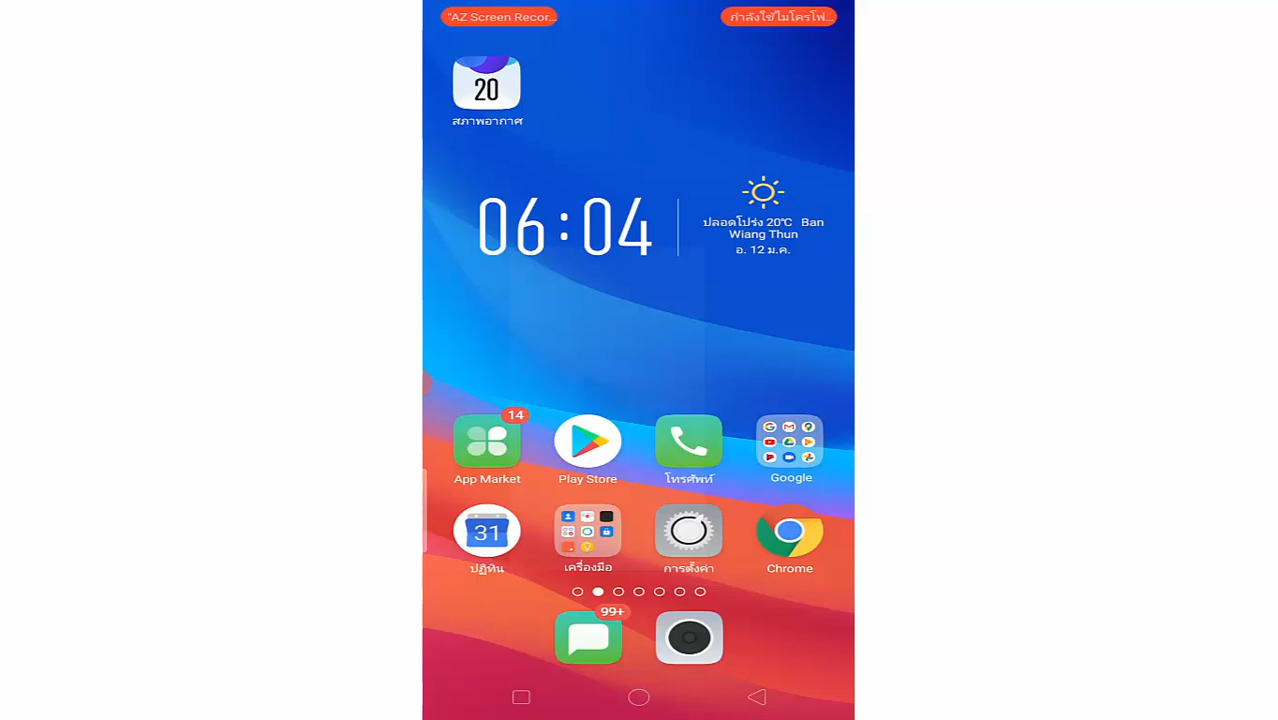 "AZ Screen Recor...
กำลังใช้ไมโครโฟ...
20
สภาพอากาศ
06:04
ปลอดโปร่ง 20°C Ban
Wiang Thun
อ. 12 ม.ค.
14
App Market
Play Store
โทรศัพท์
Google
31
ปฏิทิน
เครื่องมือ
การตั้งค่า
Chrome
99+